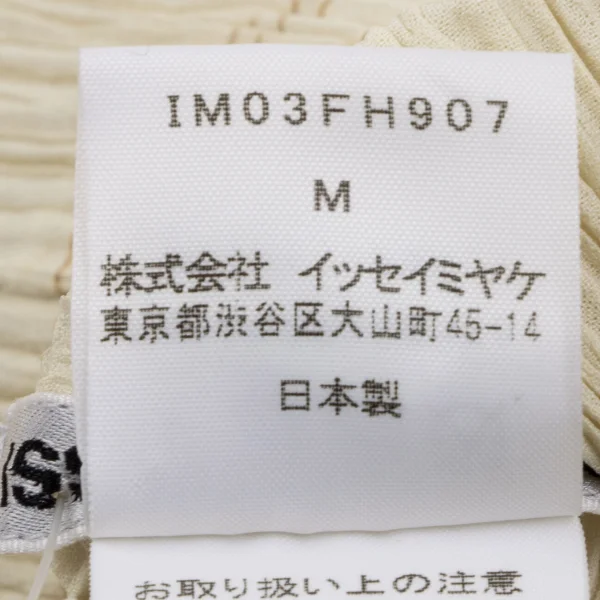 IM03FH907
M
株式会社 イッセイミヤケ
東京都渋谷区大山町45-14
日本製
ISS
お取り扱い上の注意